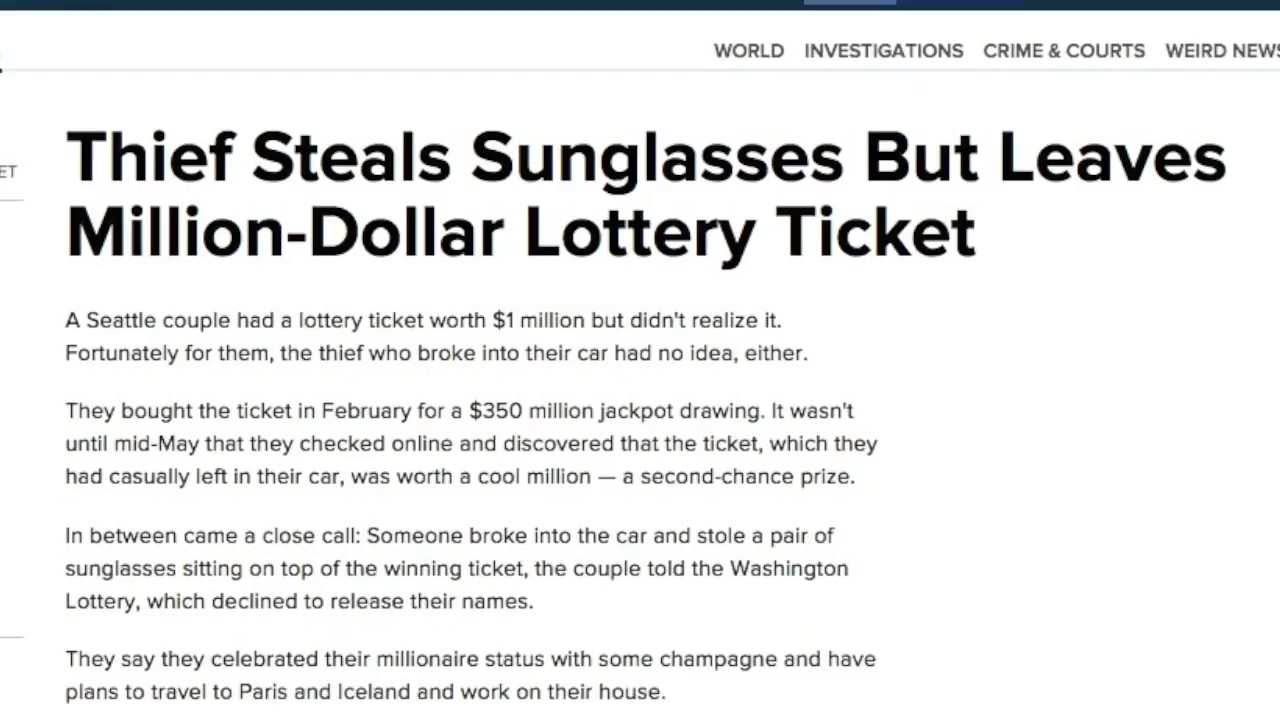 WORLD INVESTIGATIONS CRIME & COURTS WEIRD NEWS
ET
Thief Steals Sunglasses But Leaves
Million-Dollar Lottery Ticket
A Seattle couple had a lottery ticket worth $1 million but didn't realize it.
Fortunately for them, the thief who broke into their car had no idea, either.
They bought the ticket in February for a $350 million jackpot drawing. It wasn't
until mid-May that they checked online and discovered that the ticket, which they
had casually left in their car, was worth a cool million — a second-chance prize.
In between came a close call: Someone broke into the car and stole a pair of
sunglasses sitting on top of the winning ticket, the couple told the Washington
Lottery, which declined to release their names.
They say they celebrated their millionaire status with some champagne and have
plans to travel to Paris and Iceland and work on their house.